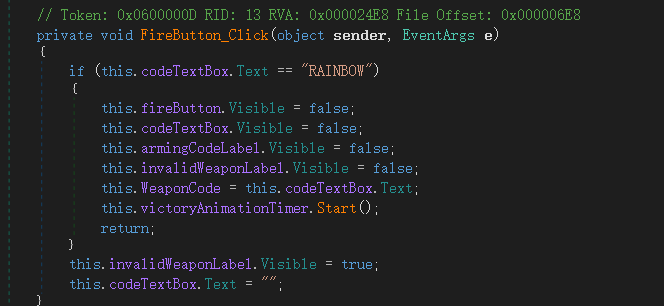 // Token: 0x0600000D RID: 13 RVA: 0x000024E8 File Offset: 0x000006E8
private void FireButton_Click(object sender, EventArgs e)
{
if (this.codeTextBox.Text == "RAINBOW")
{
this.fireButton.Visible = false;
this.codeTextBox.Visible = false;
this.armingCodeLabel.Visible = false;
this.invalidWeaponLabel.Visible = false;
this.WeaponCode = this.codeTextBox.Text;
this.victoryAnimationTimer.Start();
return;
}
this.invalidWeaponLabel.Visible = true;
this.codeTextBox.Text = "";
}